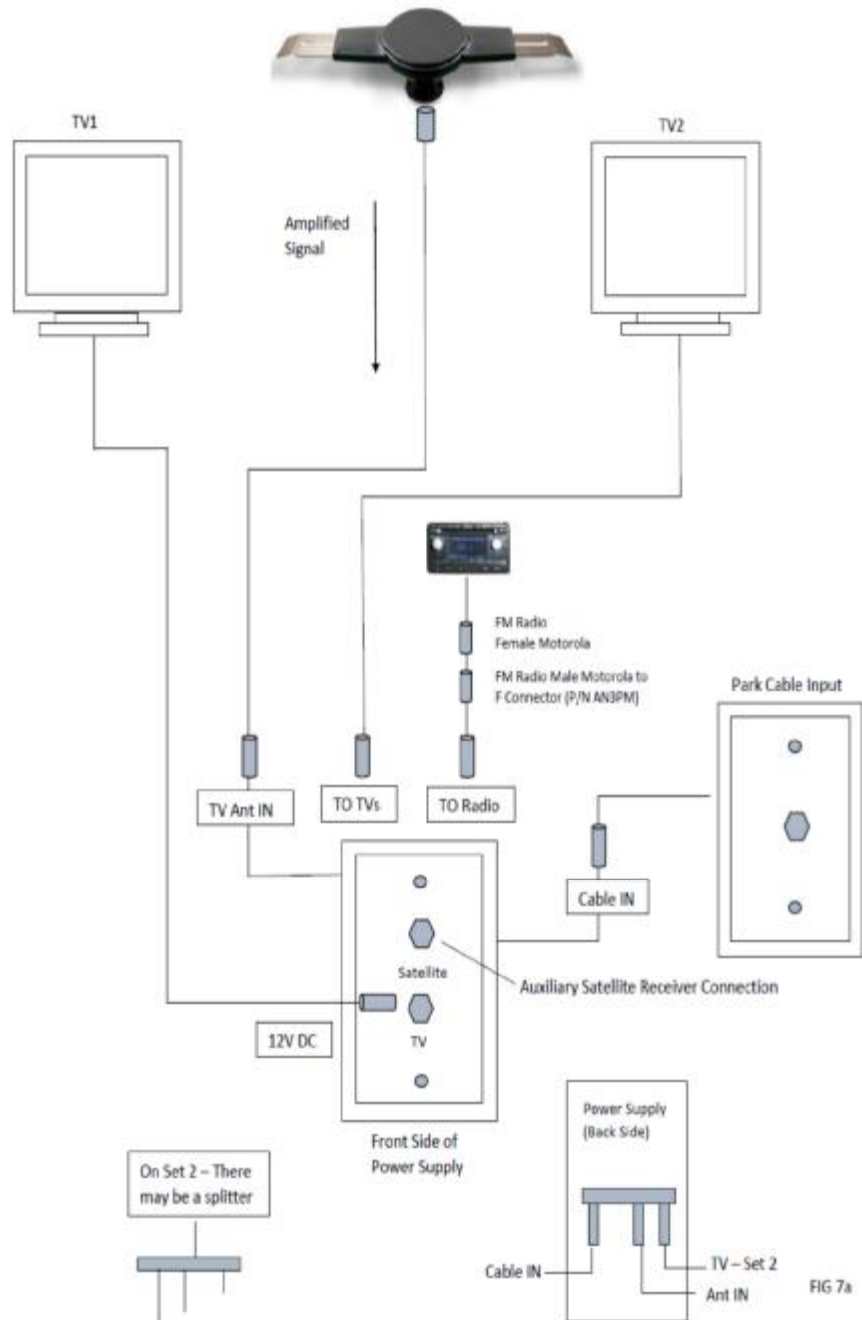 TV1
TV2
Amplified
Signal
FM Radio
Female Motorola
FM Radio Male Motorola to
F Connector (P/N AN3PM)
Park Cable Input
TV Ant IN
TO TVs
TO Radio
Cable IN
Satellite
Auxiliary Satellite Receiver Connection
12V DC
TV
Front Side of
Power Supply
Power Supply
(Back Side)
On Set 2 – There
may be a splitter
Cable IN
TV – Set 2
Ant IN
FIG 7a